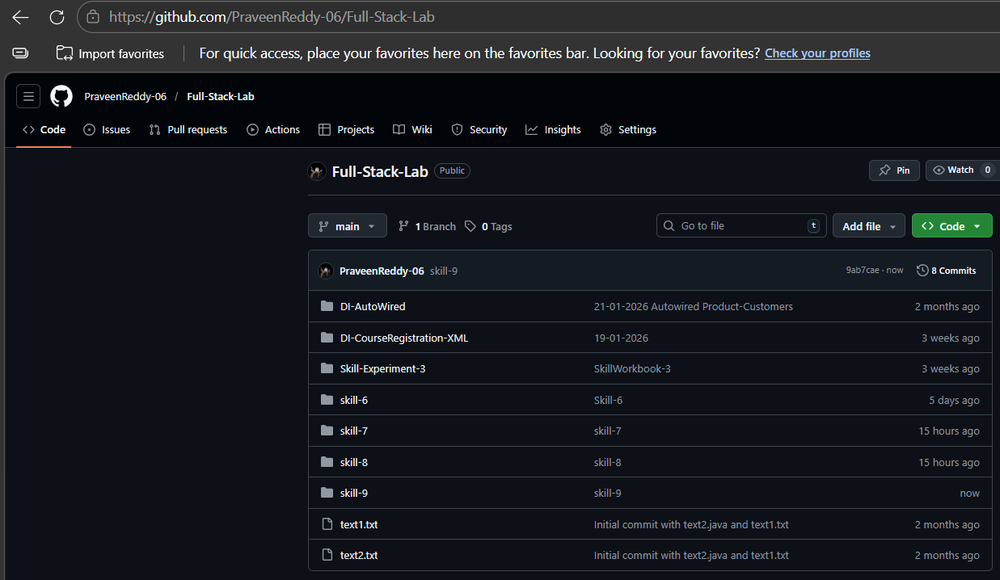 https://github.com/PraveenReddy-06/Full-Stack-Lab
Import favorites For quick access, place your favorites here on the favorites bar. Looking for your favorites? Check your profiles
PraveenReddy-06 / Full-Stack-Lab
Code Issues Pull requests Actions Projects Wiki Security Insights Settings
Full-Stack-Lab Public Pin Watch 0
main 1 Branch 0 Tags Go to file t Add file Code
PraveenReddy-06 skill-9 9ab7cae · now 8 Commits
DI-AutoWired 21-01-2026 Autowired Product-Customers 2 months ago
DI-CourseRegistration-XML 19-01-2026 3 weeks ago
Skill-Experiment-3 SkillWorkbook-3 3 weeks ago
skill-6 Skill-6 5 days ago
skill-7 skill-7 15 hours ago
skill-8 skill-8 15 hours ago
skill-9 skill-9 now
text1.txt Initial commit with text2.java and text1.txt 2 months ago
text2.txt Initial commit with text2.java and text1.txt 2 months ago